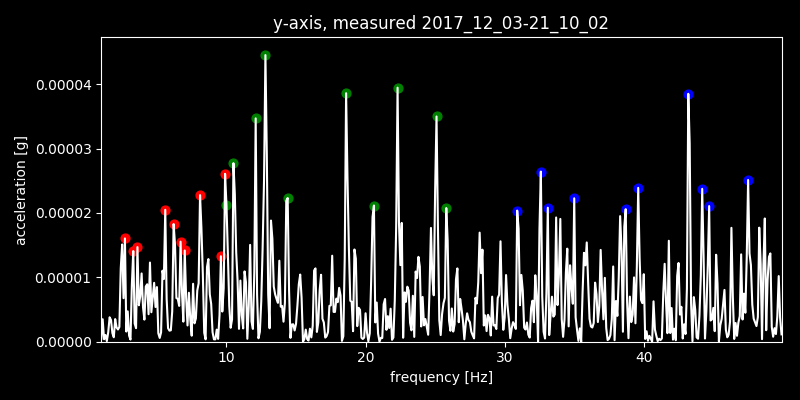 y-axis, measured 2017_12_03-21_10_02
acceleration [g]
0.00004
0.00003
0.00002
0.00001
0.00000
10 20 30 40
frequency [Hz]